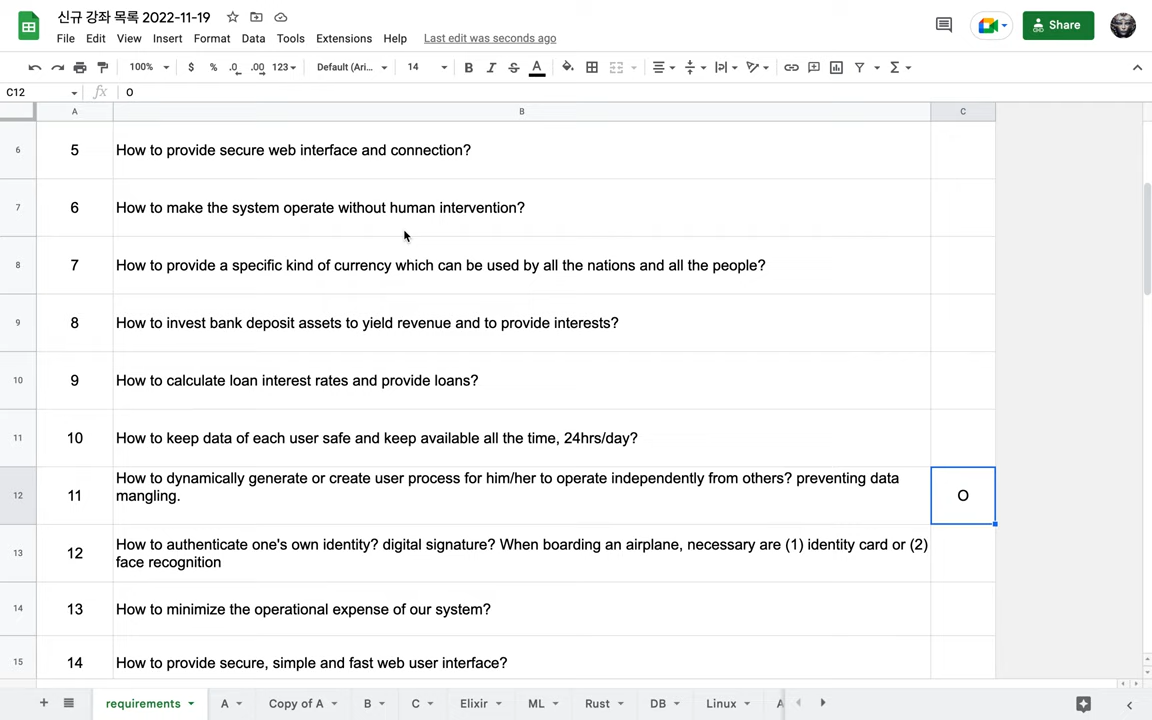 신규 강좌 목록 2022-11-19
File Edit View Insert Format Data Tools Extensions Help Last edit was seconds ago
Share
100% $ % .0 .00 123 Default (Ari... 14 B I S A
C12 fx O
A B C
6 5 How to provide secure web interface and connection?
7 6 How to make the system operate without human intervention?
8 7 How to provide a specific kind of currency which can be used by all the nations and all the people?
9 8 How to invest bank deposit assets to yield revenue and to provide interests?
10 9 How to calculate loan interest rates and provide loans?
11 10 How to keep data of each user safe and keep available all the time, 24hrs/day?
12 11 How to dynamically generate or create user process for him/her to operate independently from others? preventing data
mangling.
O
13 12 How to authenticate one's own identity? digital signature? When boarding an airplane, necessary are (1) identity card or (2)
face recognition
14 13 How to minimize the operational expense of our system?
15 14 How to provide secure, simple and fast web user interface?
requirements A Copy of A B C Elixir ML Rust DB Linux